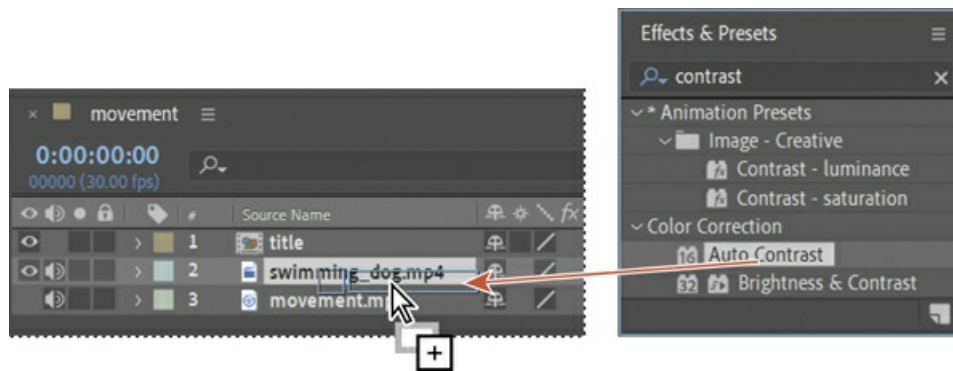 × movement
0:00:00:00
00000 (30.00 fps)
# Source Name fx
1 title
2 swimming_dog.mp4
3 movement.mp
Effects & Presets
contrast ×
* Animation Presets
Image - Creative
Contrast - luminance
Contrast - saturation
Color Correction
16 Auto Contrast
32 Brightness & Contrast